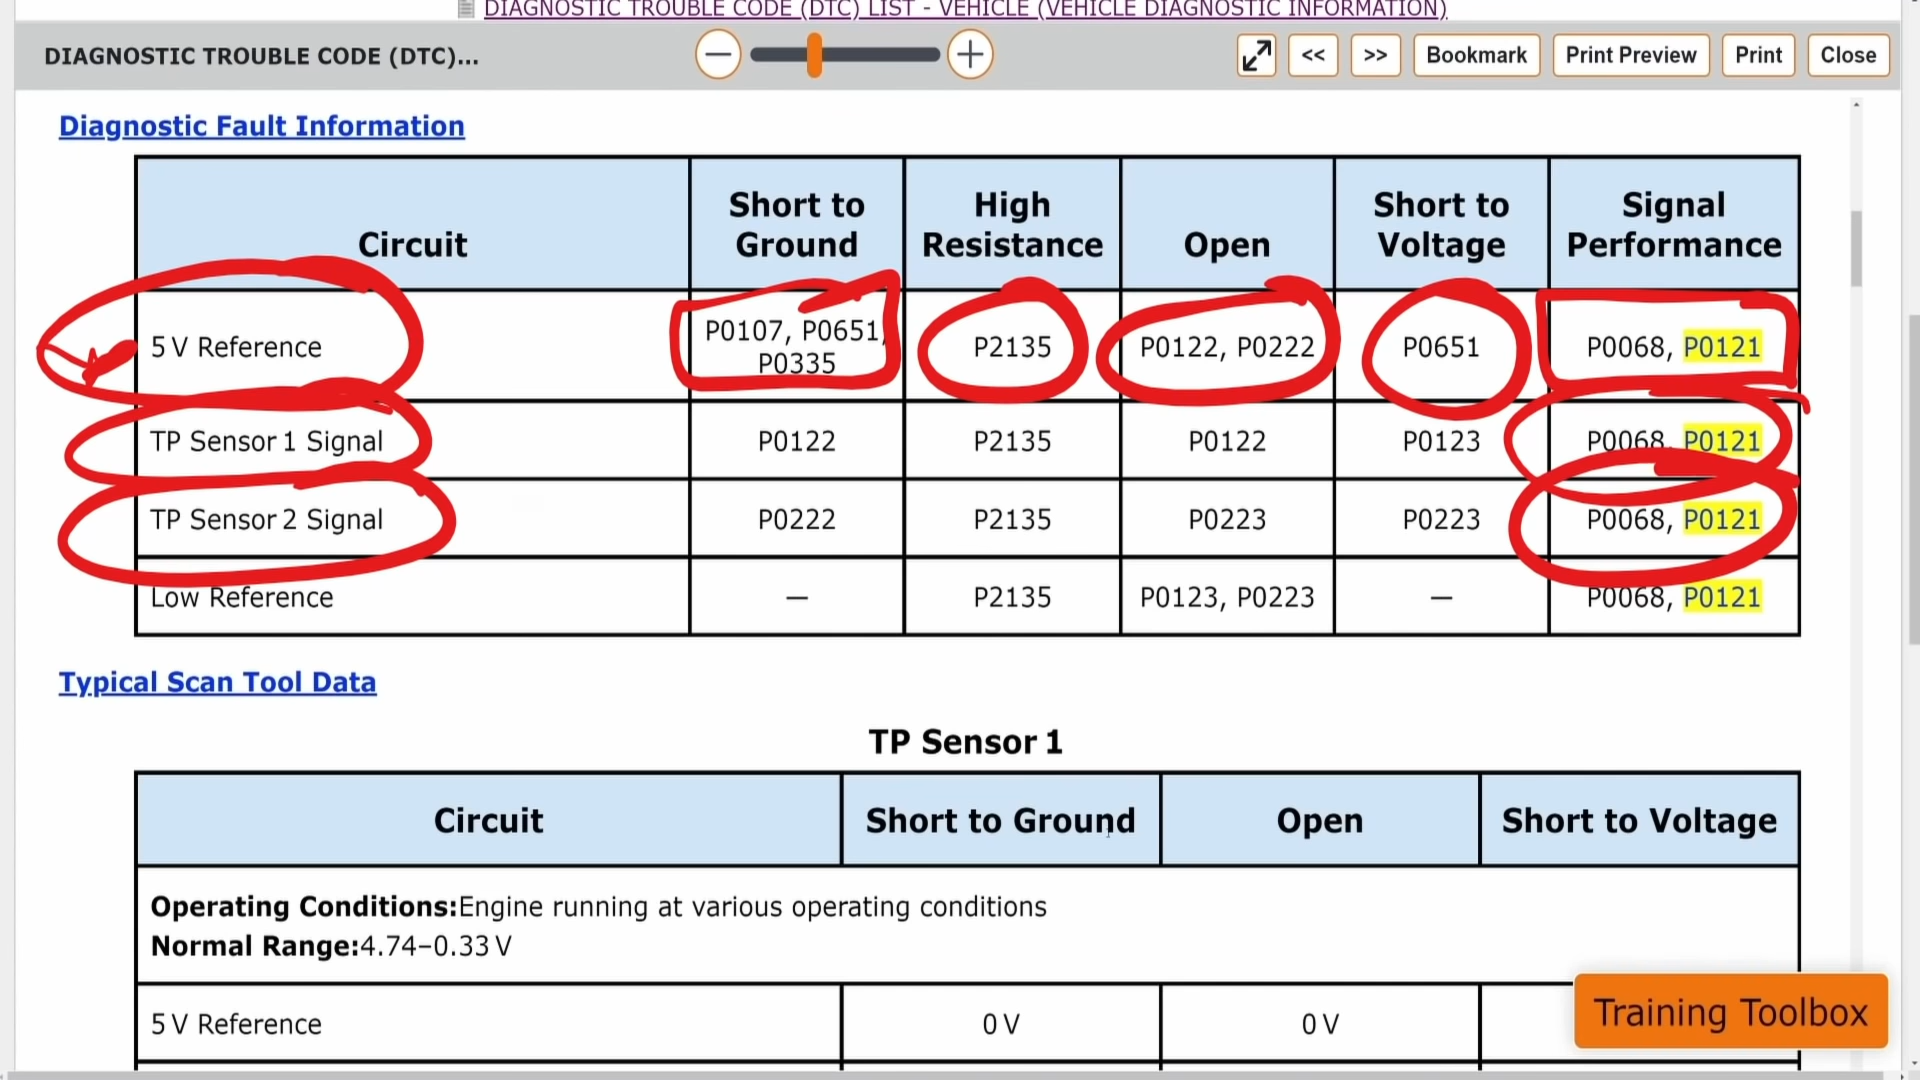 DIAGNOSTIC TROUBLE CODE (DTC) LIST - VEHICLE (VEHICLE DIAGNOSTIC INFORMATION)
DIAGNOSTIC TROUBLE CODE (DTC)...
<< >> Bookmark Print Preview Print Close
Diagnostic Fault Information
Circuit Short to Ground High Resistance Open Short to Voltage Signal Performance
5 V Reference P0107, P0651, P0335 P2135 P0122, P0222 P0651 P0068, P0121
TP Sensor 1 Signal P0122 P2135 P0122 P0123 P0068, P0121
TP Sensor 2 Signal P0222 P2135 P0223 P0223 P0068, P0121
Low Reference — P2135 P0123, P0223 — P0068, P0121
Typical Scan Tool Data
TP Sensor 1
Circuit Short to Ground Open Short to Voltage
Operating Conditions:Engine running at various operating conditions
Normal Range:4.74–0.33 V
5 V Reference 0 V 0 V
Training Toolbox